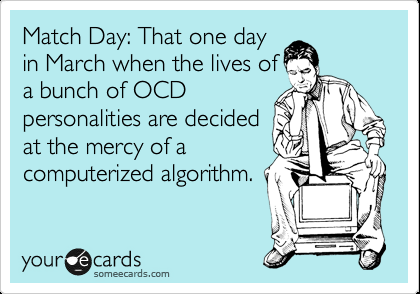 Match Day: That one day
in March when the lives of
a bunch of OCD
personalities are decided
at the mercy of a
computerized algorithm.
your e cards
someecards.com